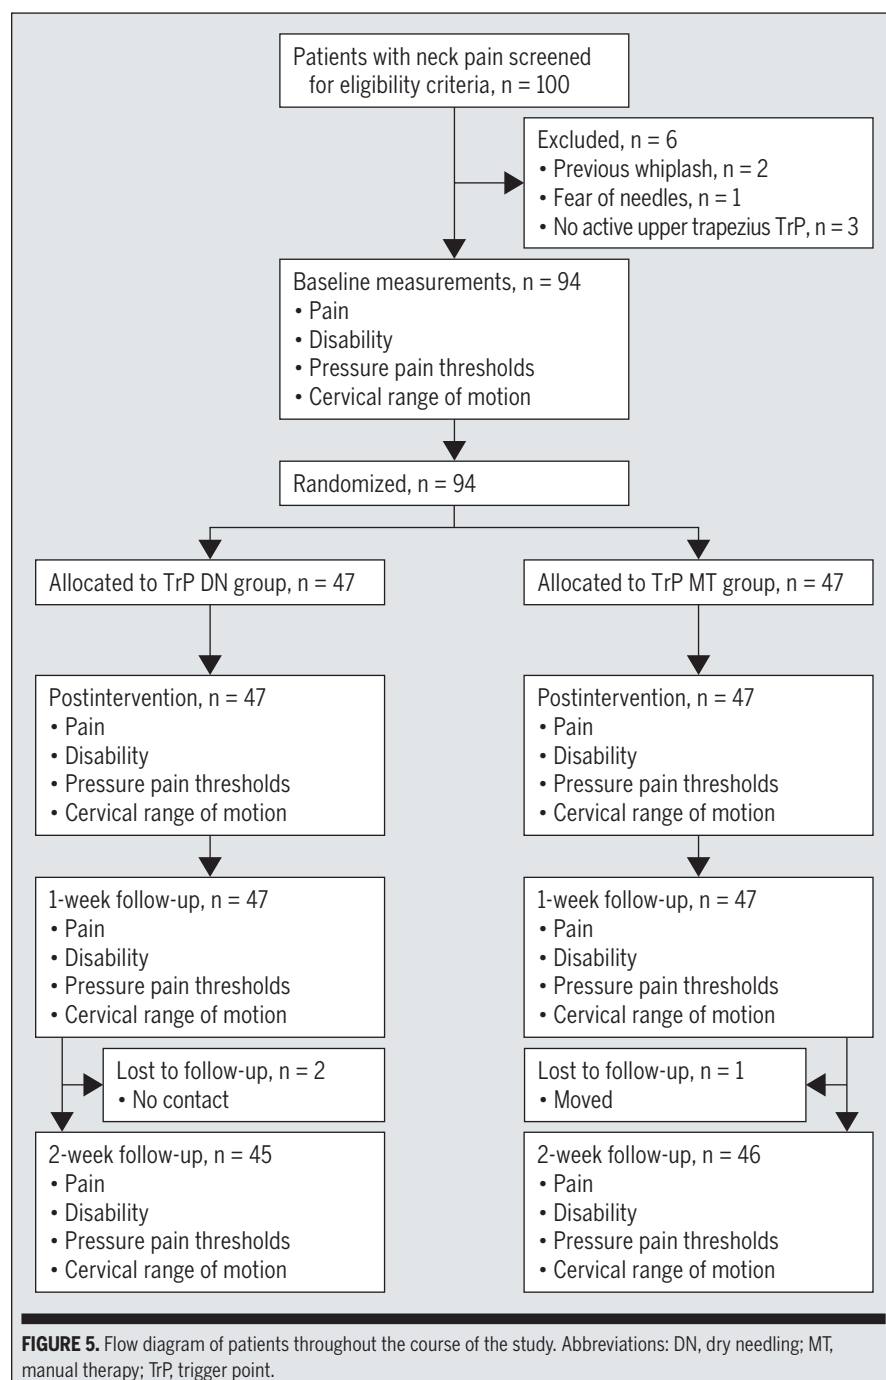 Patients with neck pain screened
for eligibility criteria, n = 100
Excluded, n = 6
• Previous whiplash, n = 2
• Fear of needles, n = 1
• No active upper trapezius TrP, n = 3
Baseline measurements, n = 94
• Pain
• Disability
• Pressure pain thresholds
• Cervical range of motion
Randomized, n = 94
Allocated to TrP DN group, n = 47
Allocated to TrP MT group, n = 47
Postintervention, n = 47
• Pain
• Disability
• Pressure pain thresholds
• Cervical range of motion
Postintervention, n = 47
• Pain
• Disability
• Pressure pain thresholds
• Cervical range of motion
1-week follow-up, n = 47
• Pain
• Disability
• Pressure pain thresholds
• Cervical range of motion
1-week follow-up, n = 47
• Pain
• Disability
• Pressure pain thresholds
• Cervical range of motion
Lost to follow-up, n = 2
• No contact
Lost to follow-up, n = 1
• Moved
2-week follow-up, n = 45
• Pain
• Disability
• Pressure pain thresholds
• Cervical range of motion
2-week follow-up, n = 46
• Pain
• Disability
• Pressure pain thresholds
• Cervical range of motion
FIGURE 5. Flow diagram of patients throughout the course of the study. Abbreviations: DN, dry needling; MT,
manual therapy; TrP, trigger point.